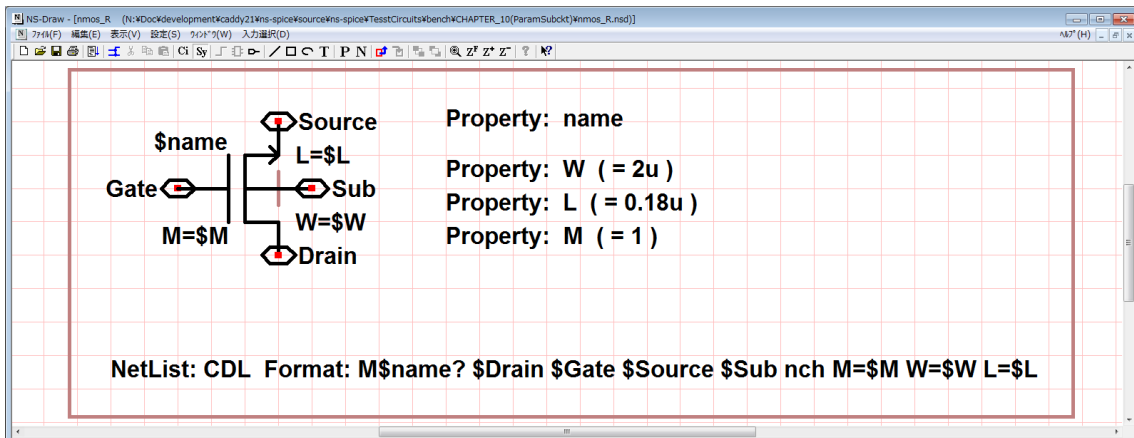 NS-Draw - [nmos_R   (N:¥Doc¥development¥caddy21¥ns-spice¥source¥ns-spice¥TesstCircuits¥bench¥CHAPTER_10(ParamSubckt)¥nmos_R.nsd)]
ファイル(F) 編集(E) 表示(V) 設定(S) ウィンドウ(W) 入力選択(D) ヘルプ(H)
Ci Sy T P N Z F Z + Z - ?
$name
Source
L=$L
Gate
Sub
W=$W
M=$M
Drain
Property: name
Property: W ( = 2u )
Property: L ( = 0.18u )
Property: M ( = 1 )
NetList: CDL Format: M$name? $Drain $Gate $Source $Sub nch M=$M W=$W L=$L